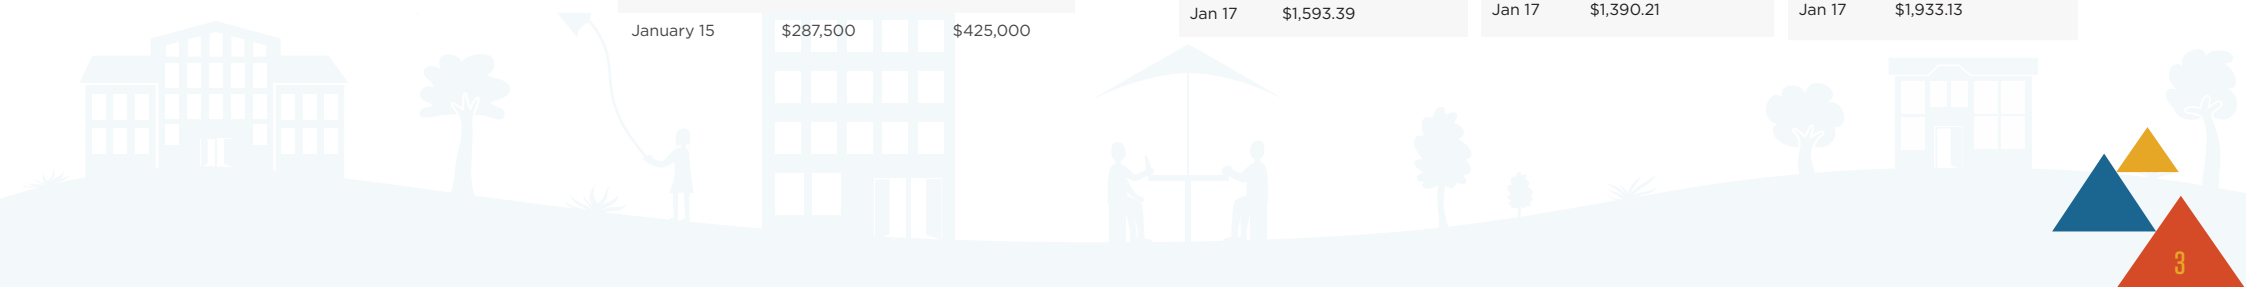 January 15 $287,500 $425,000
Jan 17 $1,593.39
Jan 17 $1,390.21
Jan 17 $1,933.13
3